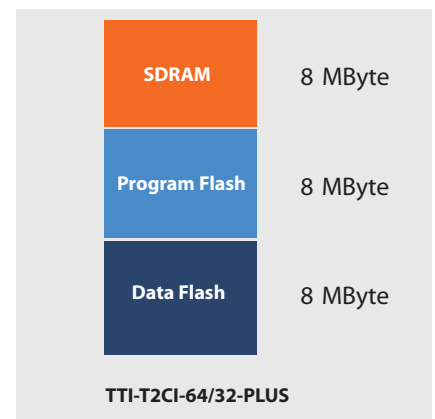 SDRAM 8 MByte
Program Flash 8 MByte
Data Flash 8 MByte
TTI-T2CI-64/32-PLUS